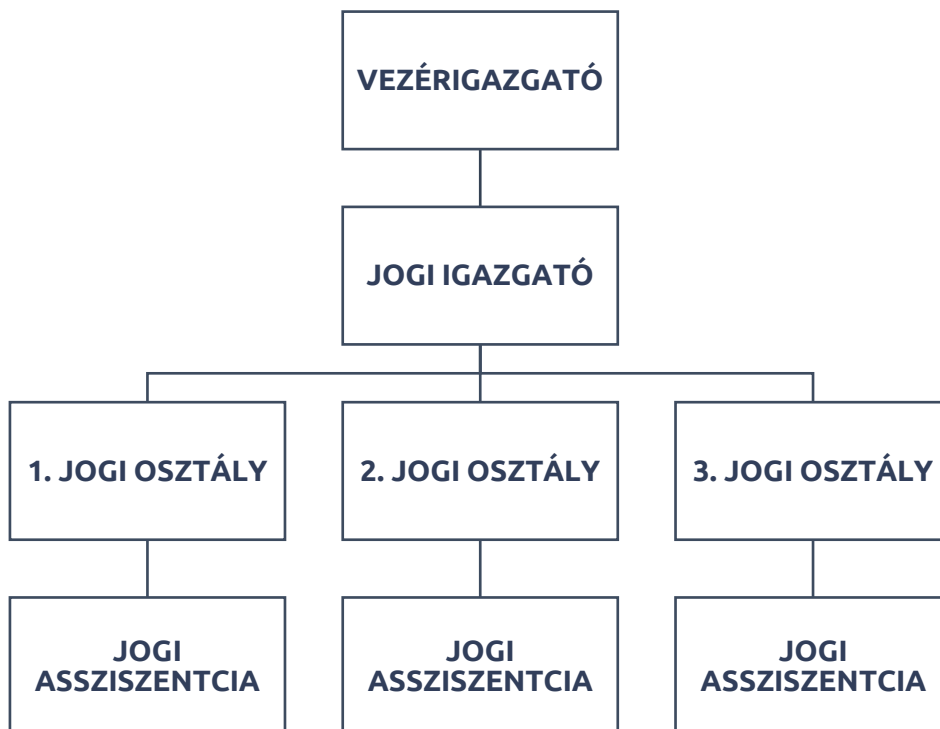 VEZÉRIGAZGATÓ
JOGI IGAZGATÓ
1. JOGI OSZTÁLY
2. JOGI OSZTÁLY
3. JOGI OSZTÁLY
JOGI
ASSZISZENTCIA
JOGI
ASSZISZENTCIA
JOGI
ASSZISZENTCIA